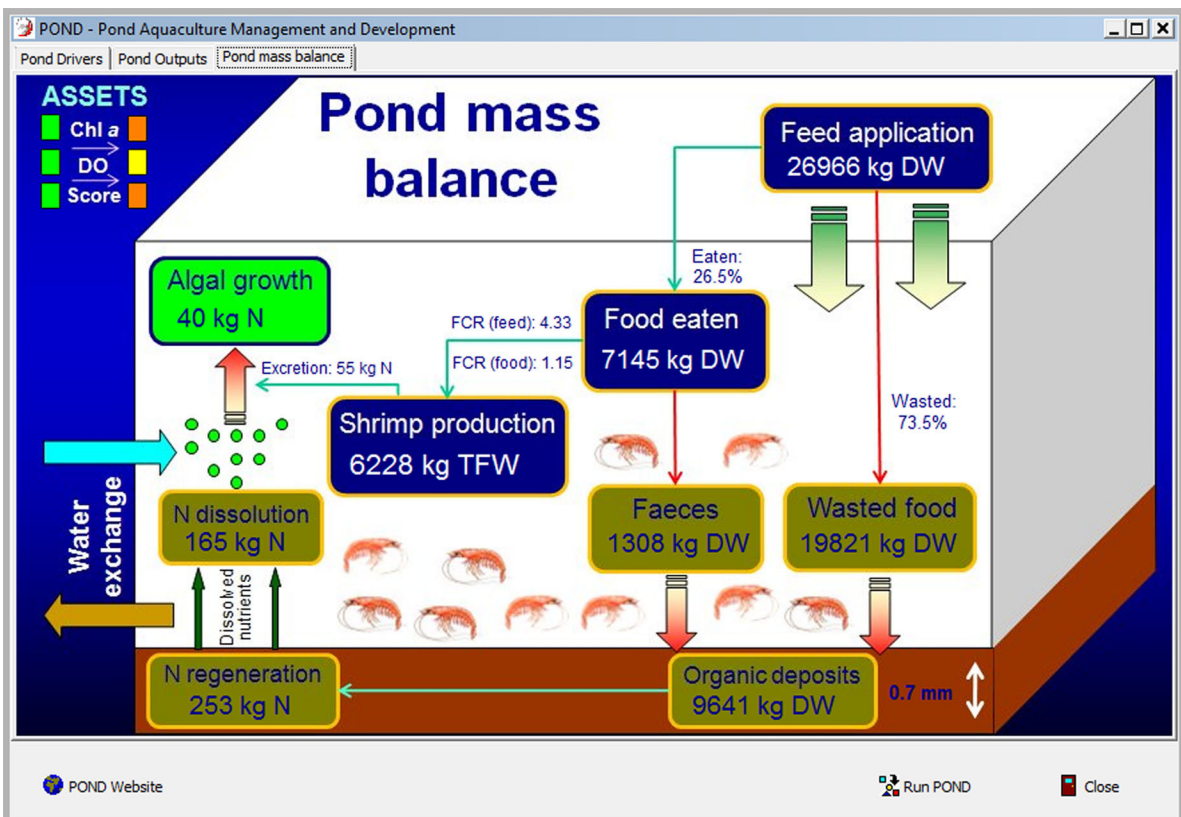 POND - Pond Aquaculture Management and Development
Pond Drivers
Pond Outputs
Pond mass balance
ASSETS
Chl a
DO
Score
Pond mass
balance
Feed application
26966 kg DW
Eaten:
26.5%
Algal growth
40 kg N
FCR (feed): 4.33
FCR (food): 1.15
Food eaten
7145 kg DW
Excretion: 55 kg N
Shrimp production
6228 kg TFW
Wasted:
73.5%
Water
exchange
N dissolution
165 kg N
Faeces
1308 kg DW
Wasted food
19821 kg DW
Dissolved
nutrients
N regeneration
253 kg N
Organic deposits
9641 kg DW
0.7 mm
POND Website
Run POND
Close